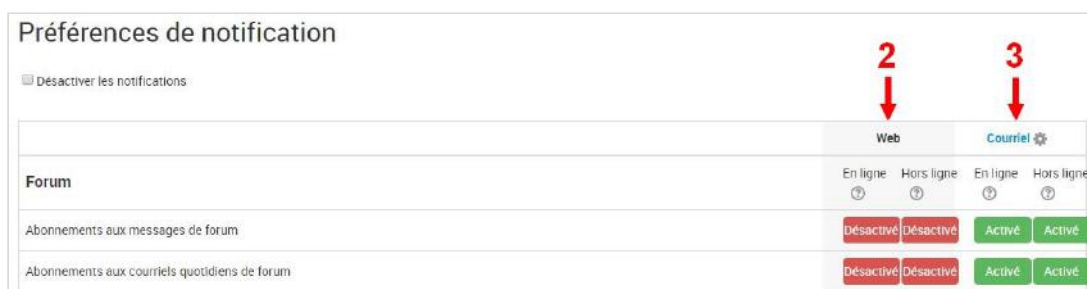 Préférences de notification
2 3
Désactiver les notifications
Web Courriel
Forum En ligne Hors ligne En ligne Hors ligne
Abonnements aux messages de forum Désactivé Désactivé Activé Activé
Abonnements aux courriels quotidiens de forum Désactivé Désactivé Activé Activé